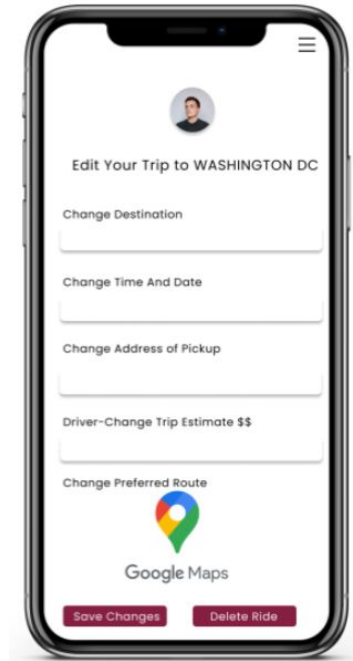 Edit Your Trip to WASHINGTON DC
Change Destination
Change Time And Date
Change Address of Pickup
Driver-Change Trip Estimate $$
Change Preferred Route
Google Maps
Save Changes
Delete Ride